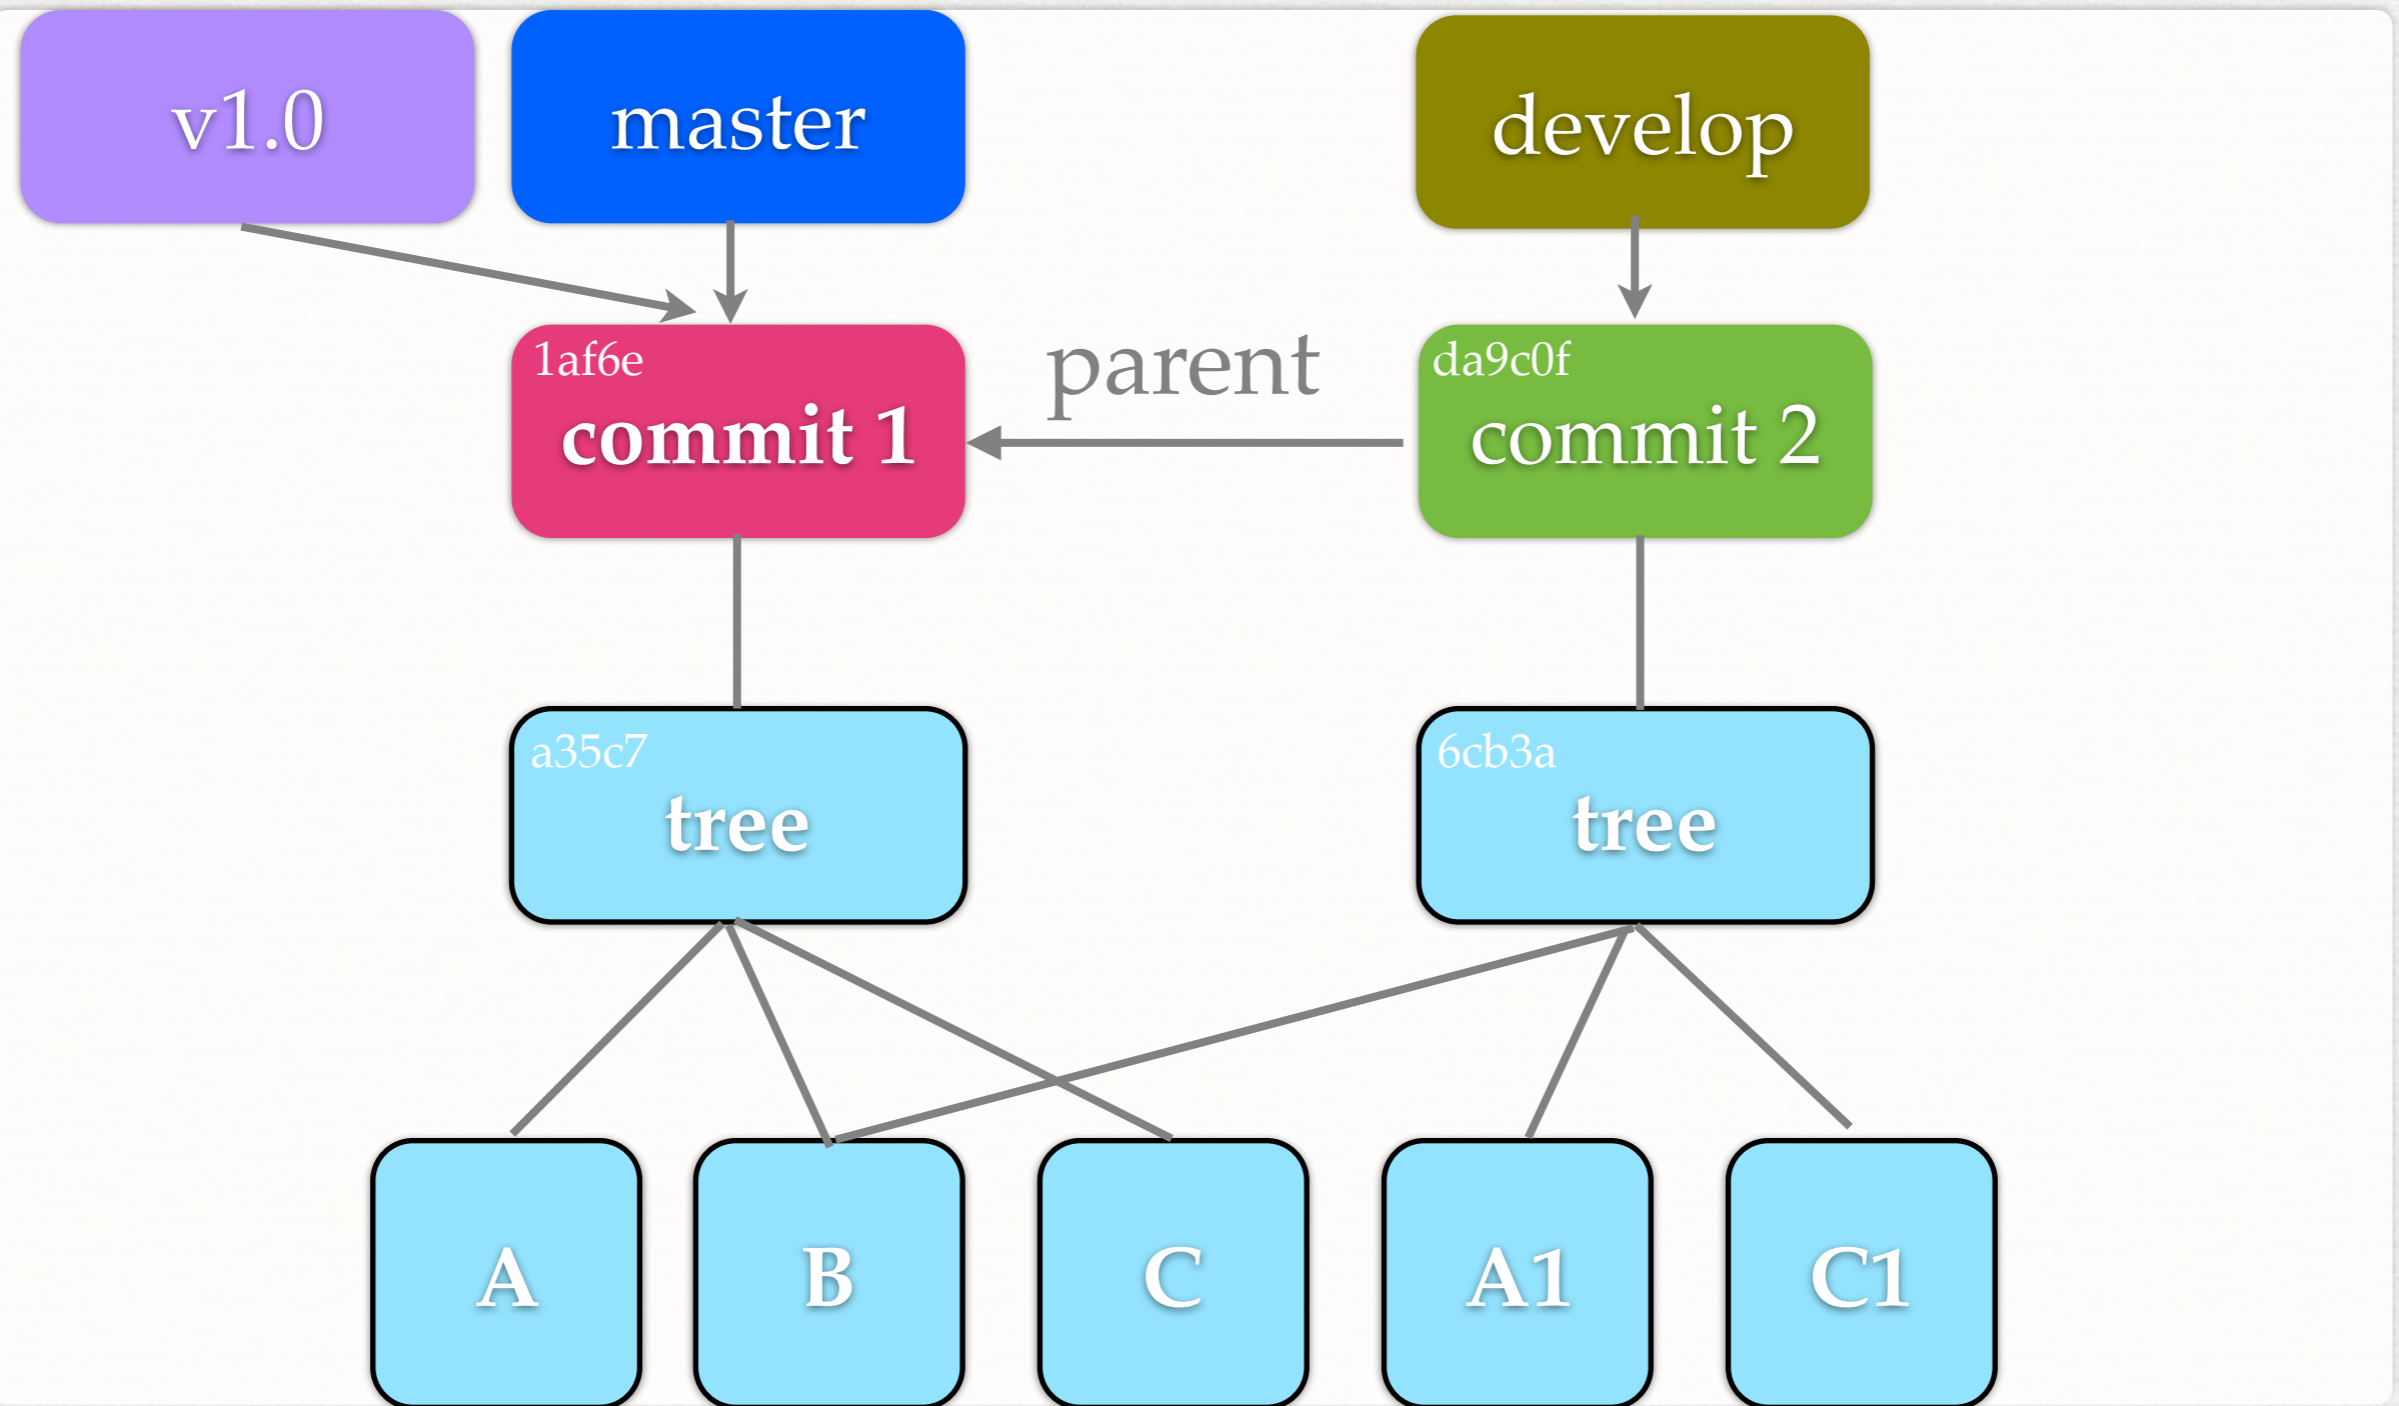 v1.0
master
develop
1af6e
commit 1
parent
da9c0f
commit 2
a35c7
tree
6cb3a
tree
A
B
C
A1
C1